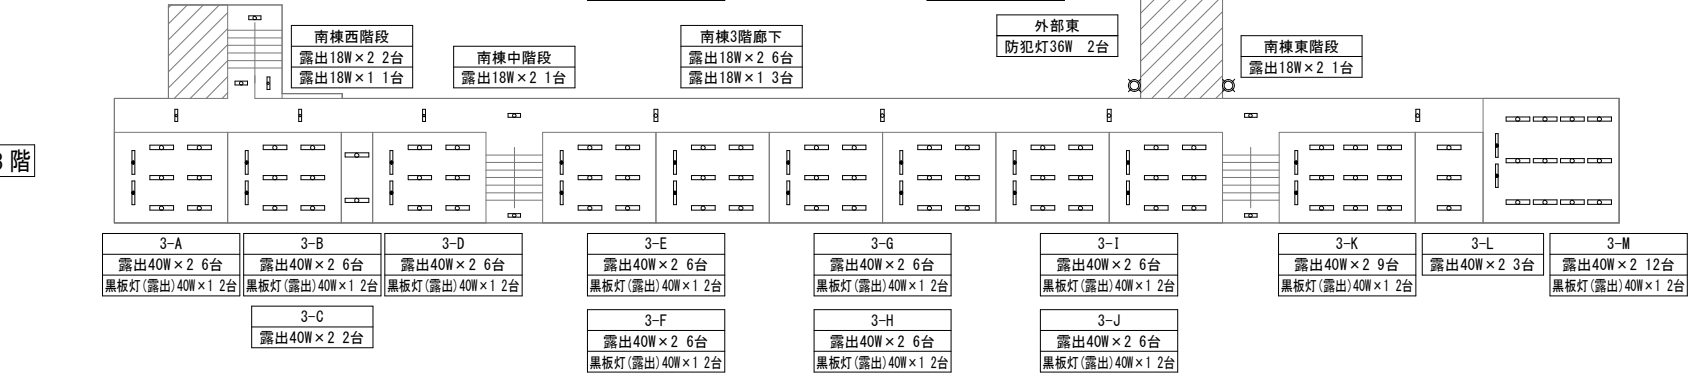 南棟西階段
露出18W×2 2台
露出18W×1 1台
南棟中階段
露出18W×2 1台
南棟3階廊下
露出18W×2 6台
露出18W×1 3台
外部東
防犯灯36W 2台
南棟東階段
露出18W×2 1台
3階
3-A
露出40W×2 6台
黒板灯(露出)40W×1 2台
3-B
露出40W×2 6台
黒板灯(露出)40W×1 2台
3-C
露出40W×2 2台
3-D
露出40W×2 6台
黒板灯(露出)40W×1 2台
3-E
露出40W×2 6台
黒板灯(露出)40W×1 2台
3-F
露出40W×2 6台
黒板灯(露出)40W×1 2台
3-G
露出40W×2 6台
黒板灯(露出)40W×1 2台
3-H
露出40W×2 6台
黒板灯(露出)40W×1 2台
3-I
露出40W×2 6台
黒板灯(露出)40W×1 2台
3-J
露出40W×2 6台
黒板灯(露出)40W×1 2台
3-K
露出40W×2 9台
黒板灯(露出)40W×1 2台
3-L
露出40W×2 3台
3-M
露出40W×2 12台
黒板灯(露出)40W×1 2台